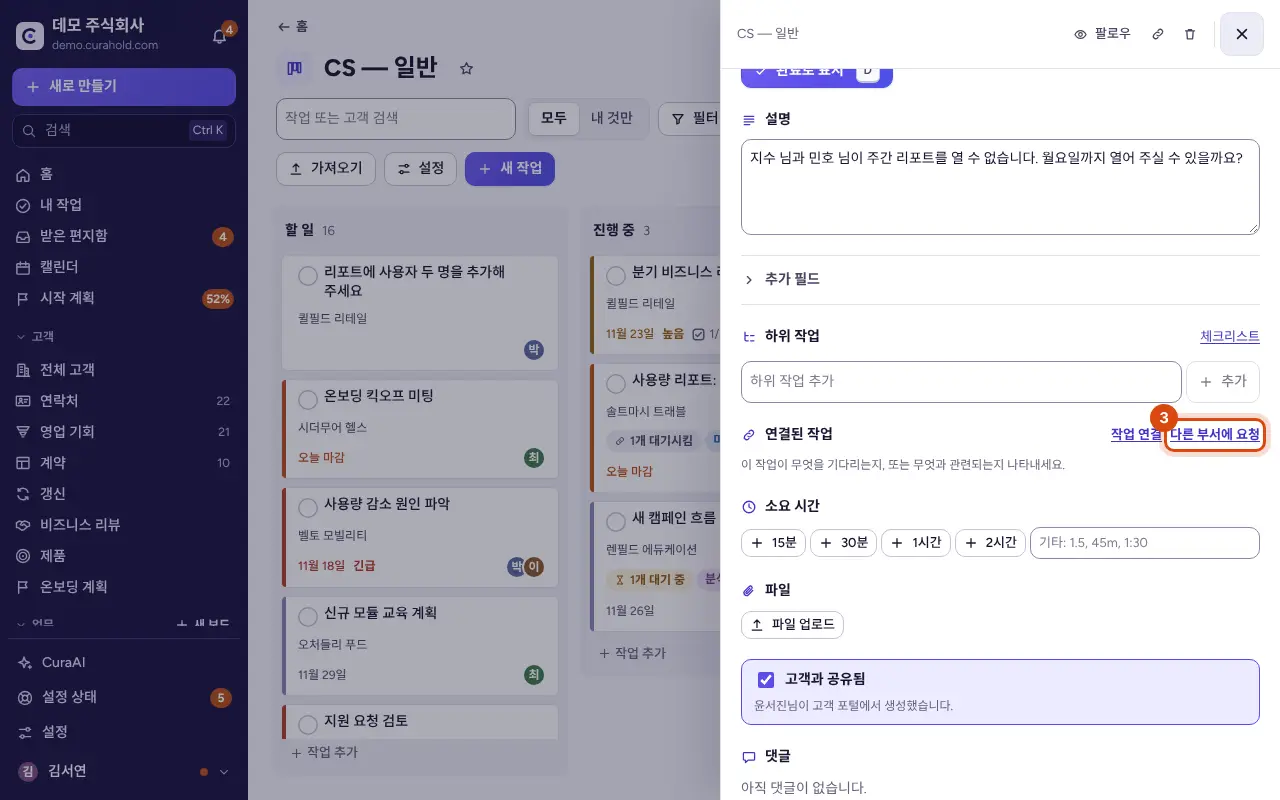 데모 주식회사
demo.curahold.com
4
새로 만들기
검색
Ctrl K
홈
내 작업
받은 편지함
4
캘린더
시작 계획
52%
고객
전체 고객
연락처
22
영업 기회
21
계약
10
갱신
비즈니스 리뷰
제품
온보딩 계획
업무
새 보드
CuraAI
설정 상태
5
설정
김
김서연
홈
CS — 일반
작업 또는 고객 검색
모두
내 것만
필터
가져오기
설정
새 작업
할 일 16
리포트에 사용자 두 명을 추가해
주세요
퀼필드 리테일
박
온보딩 킥오프 미팅
시더무어 헬스
오늘 마감
최
사용량 감소 원인 파악
벨토 모빌리티
11월 18일 긴급
박
이
신규 모듈 교육 계획
오처들리 푸드
11월 29일
최
지원 요청 검토
작업 추가
진행 중 3
분기 비즈니스
퀼필드 리테일
11월 23일 높음 1/
사용량 리포트:
솔트마시 트래블
1개 대기시킴
오늘 마감
새 캠페인 흐름
렌필드 에듀케이션
1개 대기 중
분석
11월 26일
작업 추가
CS — 일반
팔로우
완료로 표시
D
설명
지수 님과 민호 님이 주간 리포트를 열 수 없습니다. 월요일까지 열어 주실 수 있을까요?
추가 필드
하위 작업
체크리스트
하위 작업 추가
추가
3
연결된 작업
작업 연결
다른 부서에 요청
이 작업이 무엇을 기다리는지, 또는 무엇과 관련되는지 나타내세요.
소요 시간
15분
30분
1시간
2시간
기타: 1.5, 45m, 1:30
파일
파일 업로드
고객과 공유됨
윤서진님이 고객 포털에서 생성했습니다.
댓글
아직 댓글이 없습니다.